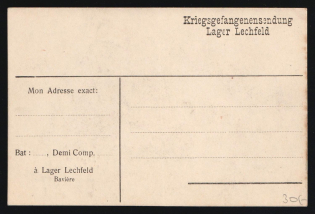 Kriegsgefangenensendung
Lager Lechfeld
Mon Adresse exact:
Bat: ...., Demi Comp. ....
à Lager Lechfeld
Bavière
30,-